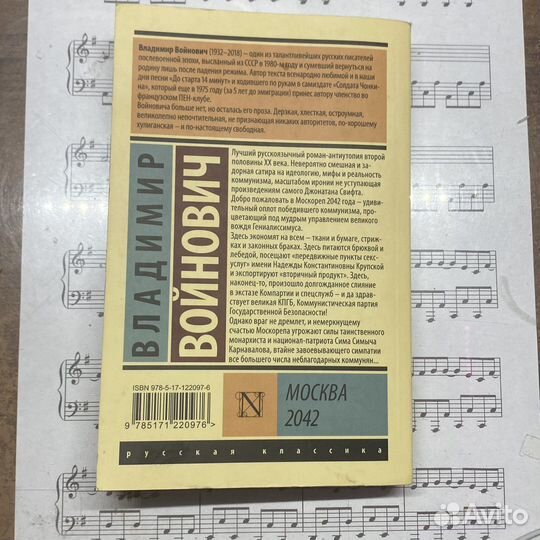 Владимир Войнович (1932–2018) – один из талантливейших русских писателей
послевоенной эпохи, высланный из СССР в 1980-м году и сумевший вернуться на
родину лишь после падения режима. Автор текста всенародно любимой и в наши
дни песни «До старта 14 минут» и ходившего по рукам в самиздате «Солдата Чонки-
на», который еще в 1975 году (за 5 лет до эмиграции) принес автору членство во
французском ПЕН-клубе.
Войновича больше нет, но осталась его проза. Дерзкая, хлесткая, остроумная,
великолепно непочтительная, не признающая никаких авторитетов, по-хорошему
хулиганская – и по-настоящему свободная.
ВЛАДИМИР
ВОЙНОВИЧ
Лучший русскоязычный роман-антиутопия второй
половины XX века. Невероятно смешная и за-
дорная сатира на идеологию, мифы и реальность
коммунизма, масштабом иронии не уступающая
произведениям самого Джонатана Свифта.
Добро пожаловать в Москореп 2042 года – удиви-
тельный оплот победившего коммунизма, про-
цветающий под мудрым управлением великого
вождя Гениалиссимуса.
Здесь экономят на всем – ткани и бумаге, стриж-
ках и законных браках. Здесь питаются брюквой и
лебедой, посещают «передвижные пункты секс-
услуг» имени Надежды Константиновны Крупской
и экспортируют «вторичный продукт». Здесь,
наконец-то, произошло долгожданное слияние
в экстазе Компартии и спецслужб – и да здрав-
ствует великая КПГБ, Коммунистическая партия
Государственной Безопасности!
Однако враг не дремлет, и немеркнущему
счастью Москорепа угрожают силы таинственного
монархиста и национал-патриота Сима Симыча
Карнавалова, втайне завоевывающего симпатии
все большего числа неблагодарных коммунян...
ISBN 978-5-17-122097-6
9 785171 220976 >
N
МОСКВА
2042
русская классика
Avito